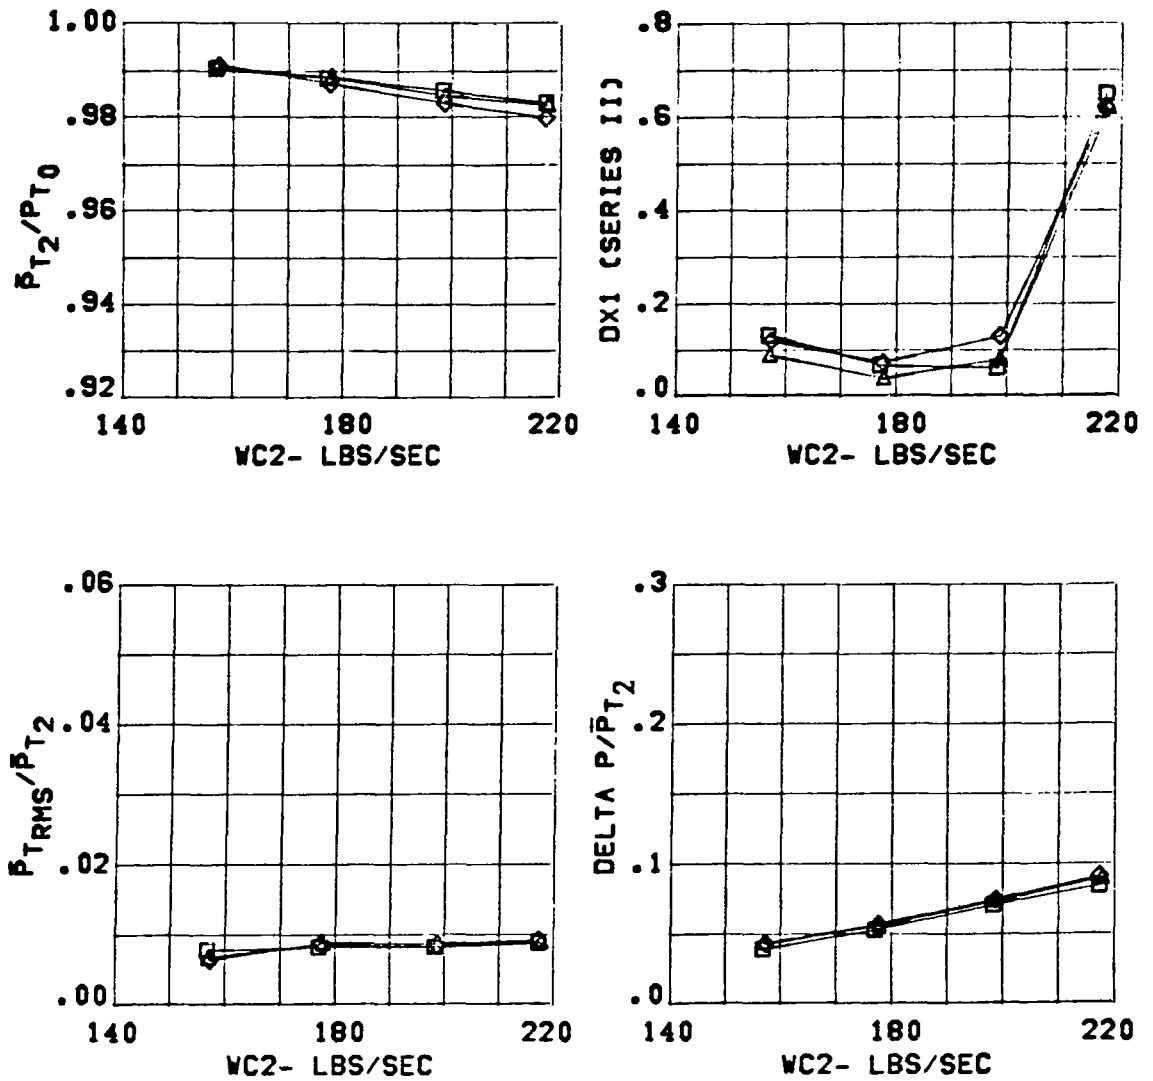 1.00
.98
.96
.94
.92
P̄T2/PT0
140 180 220
WC2- LBS/SEC
.8
.6
.4
.2
.0
DX1 (SERIES II)
140 180 220
WC2- LBS/SEC
.06
.04
.02
.00
P̄TRMS/P̄T2
140 180 220
WC2- LBS/SEC
.3
.2
.1
.0
DELTA P/P̄T2
140 180 220
WC2- LBS/SEC